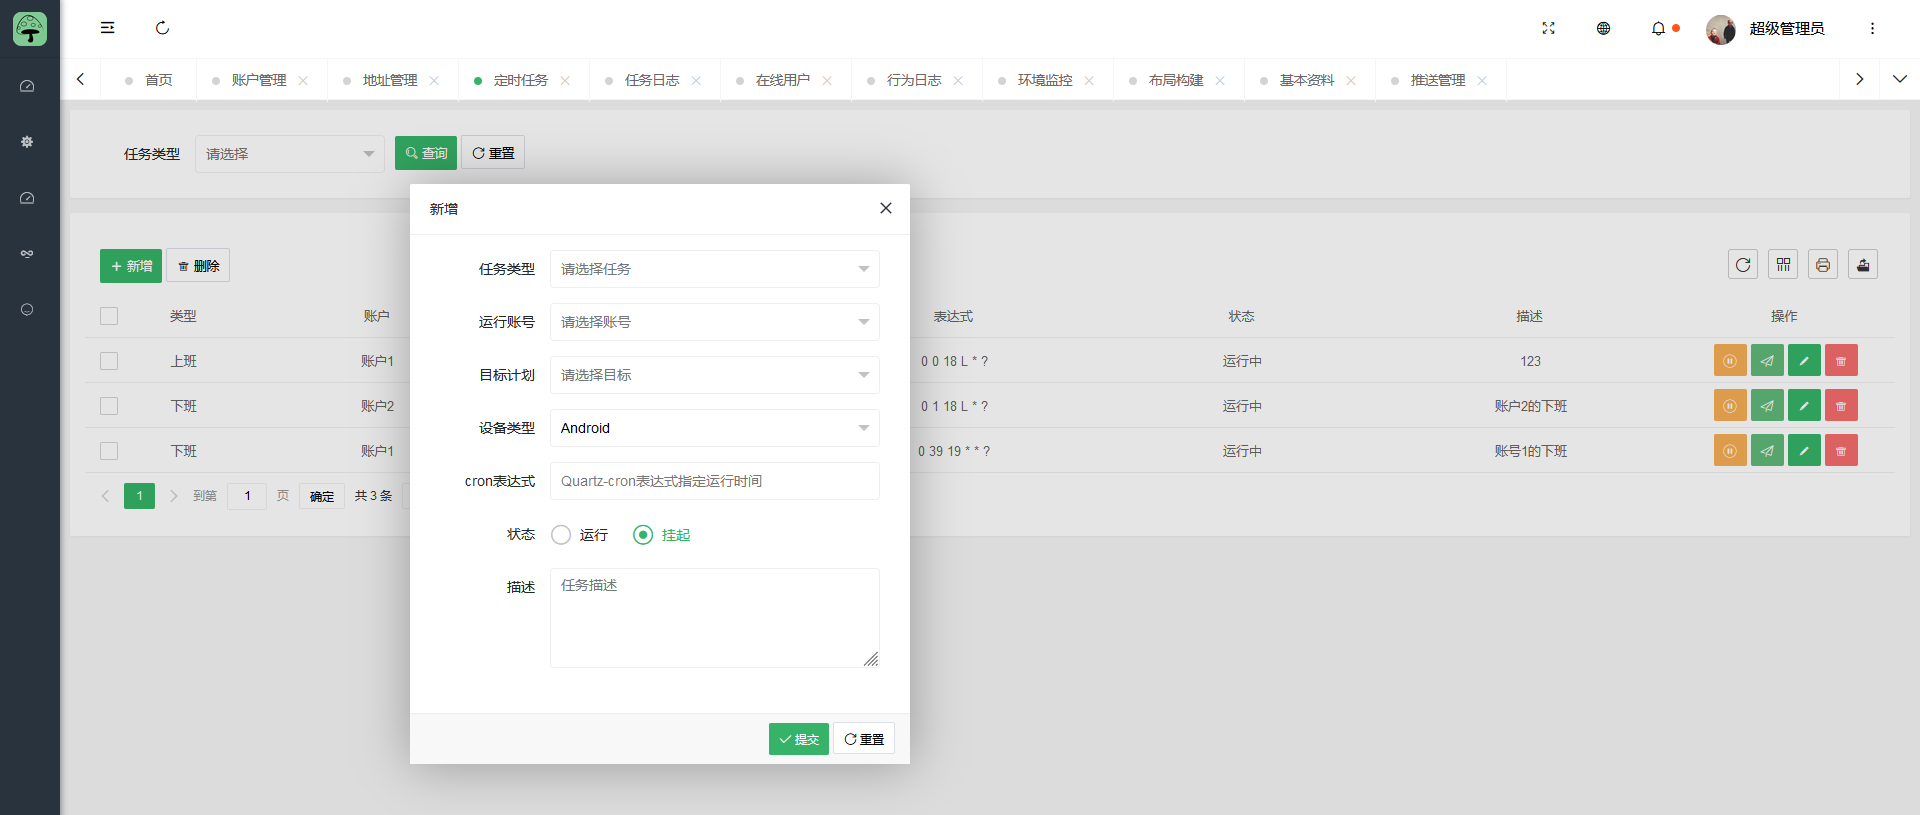 超级管理员
首页 账户管理 地址管理 定时任务 任务日志 在线用户 行为日志 环境监控 布局构建 基本资料 推送管理
任务类型 请选择 查询 重置
新增 删除
类型 账户 表达式 状态 描述 操作
上班 账户1 0 0 18 L * ? 运行中 123
下班 账户2 0 1 18 L * ? 运行中 账户2的下班
下班 账户1 0 39 19 * * ? 运行中 账号1的下班
1 到第 1 页 确定 共 3 条
新增
任务类型 请选择任务
运行账号 请选择账号
目标计划 请选择目标
设备类型 Android
cron表达式 Quartz-cron表达式指定运行时间
状态 运行 挂起
描述 任务描述
提交 重置